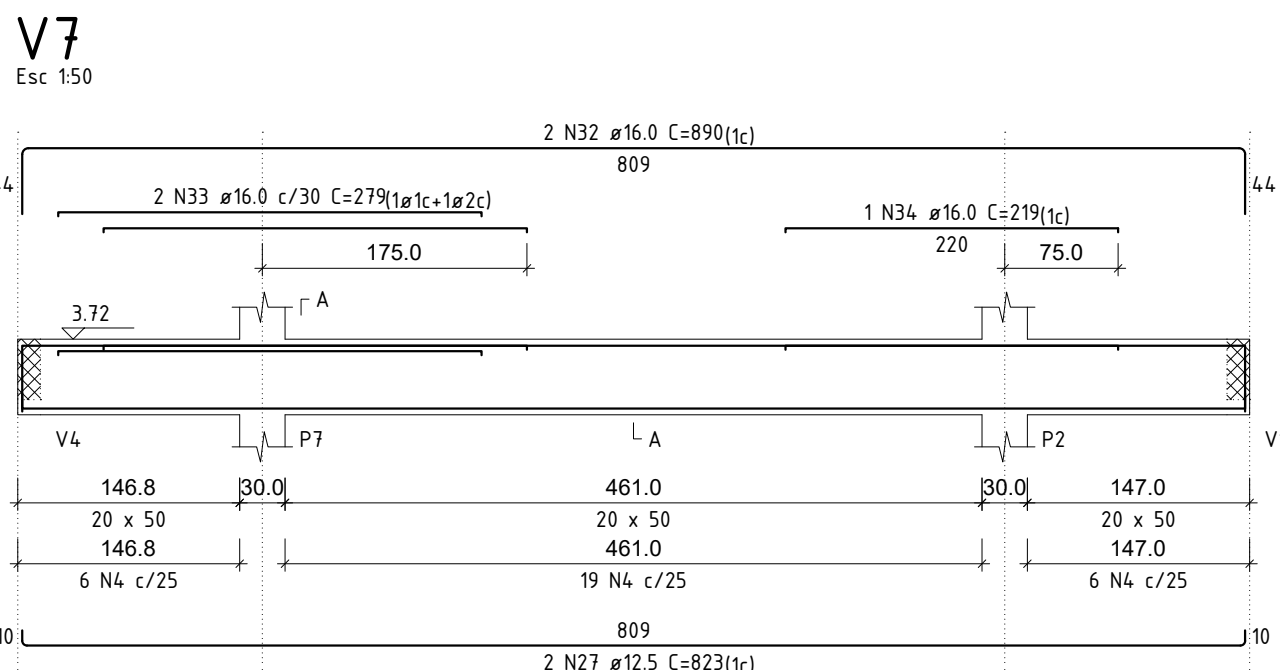 V7
Esc 1:50
2 N32 ø16.0 C=890(1c)
809
4
44
2 N33 ø16.0 c/30 C=279(1ø1c+1ø2c)
1 N34 ø16.0 C=219(1c)
220
175.0
75.0
A
3.72
V4
P7
A
P2
V
146.8 30.0 461.0 30.0 147.0
20 x 50 20 x 50 20 x 50
146.8 461.0 147.0
6 N4 c/25 19 N4 c/25 6 N4 c/25
10 809 10
2 N27 ø12.5 C=823(1c)